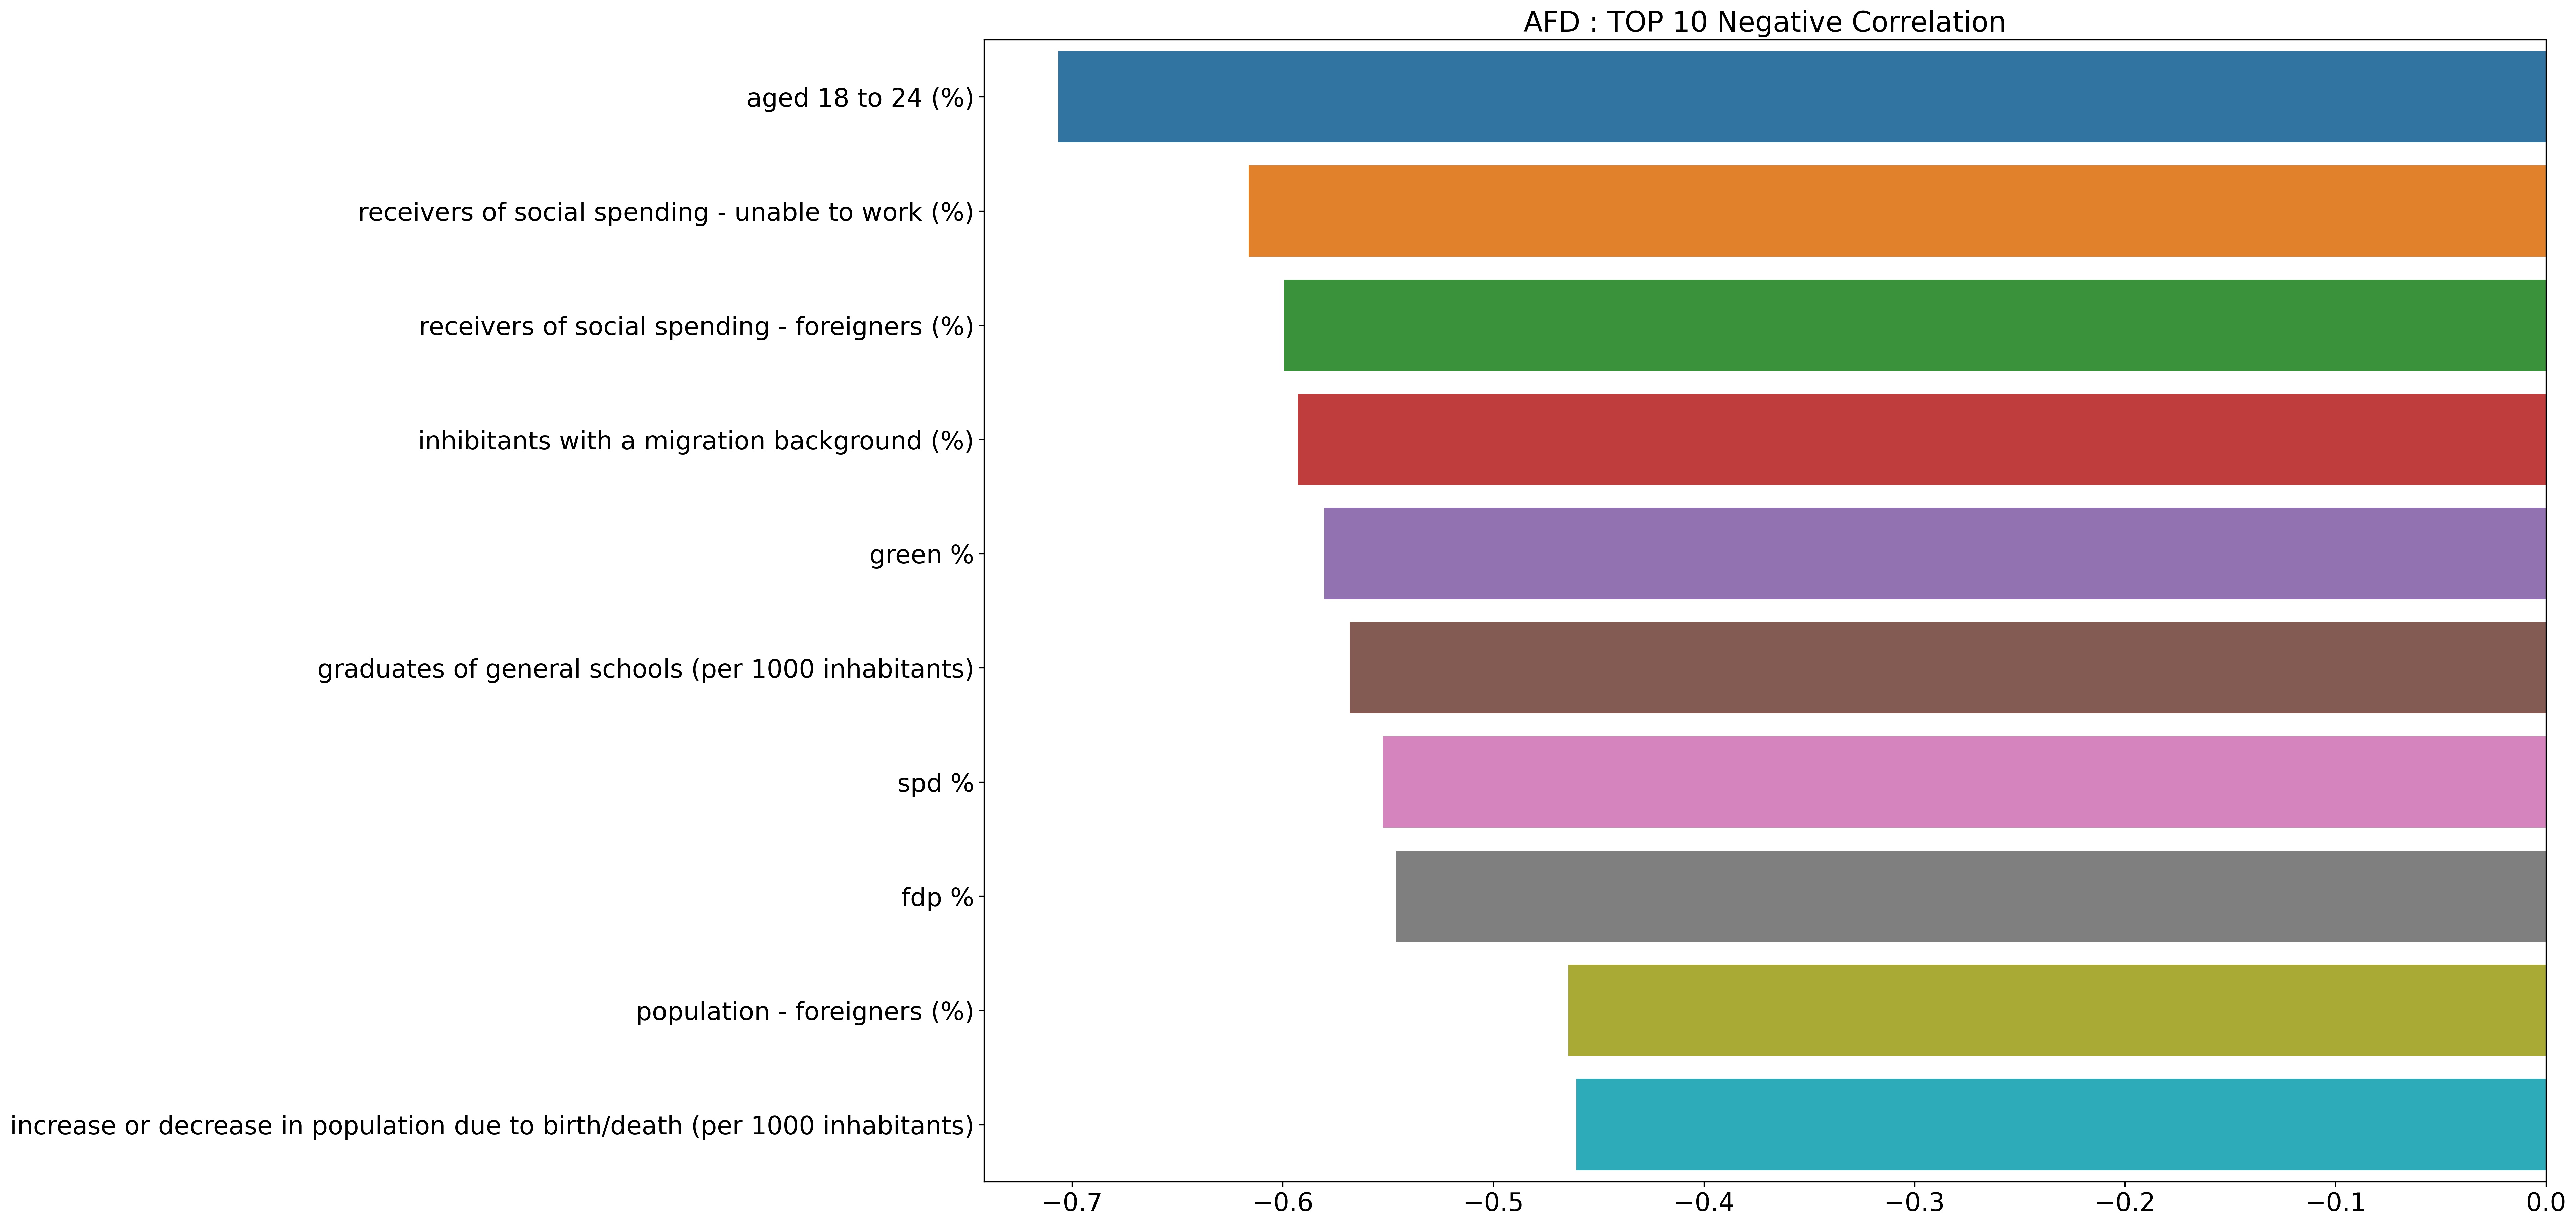 AFD : TOP 10 Negative Correlation
aged 18 to 24 (%)
receivers of social spending - unable to work (%)
receivers of social spending - foreigners (%)
inhibitants with a migration background (%)
green %
graduates of general schools (per 1000 inhabitants)
spd %
fdp %
population - foreigners (%)
increase or decrease in population due to birth/death (per 1000 inhabitants)
−0.7 −0.6 −0.5 −0.4 −0.3 −0.2 −0.1 0.0